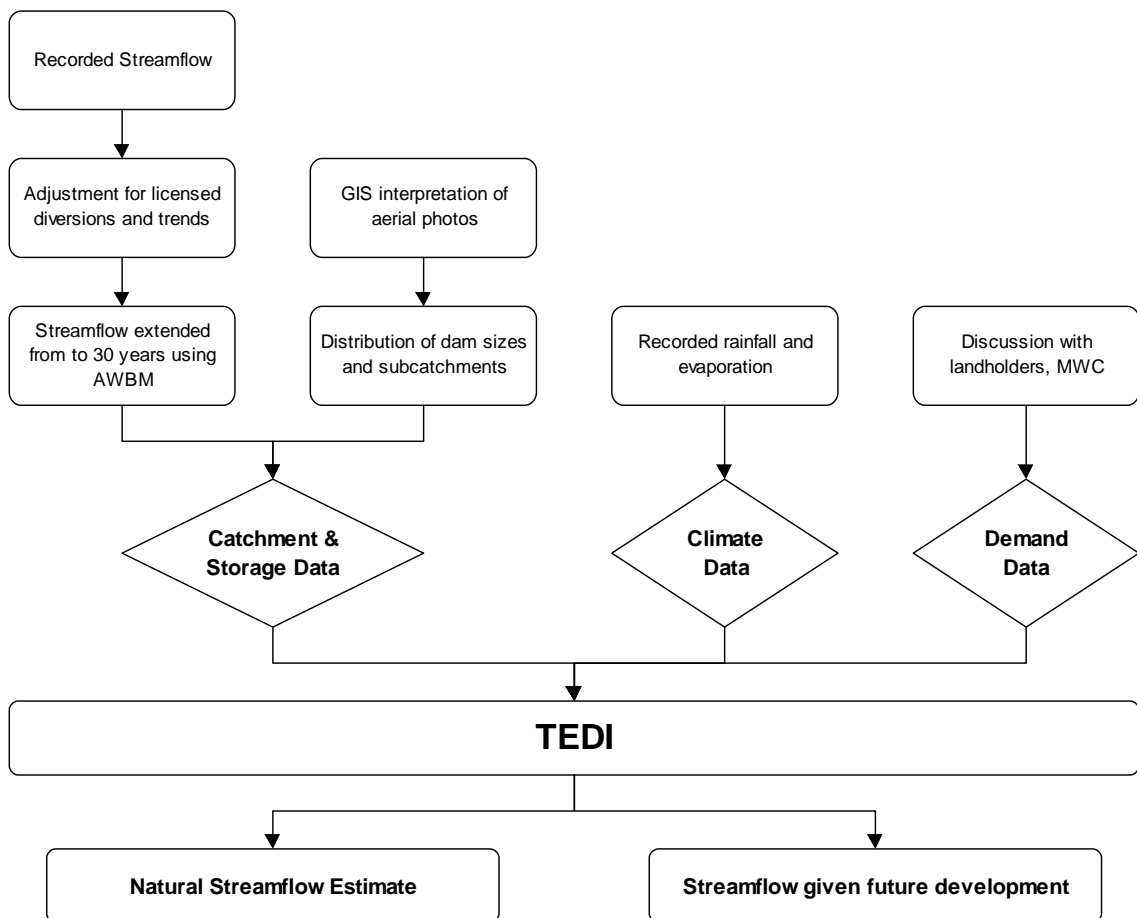 Recorded Streamflow
Adjustment for licensed
diversions and trends
GIS interpretation of
aerial photos
Streamflow extended
from to 30 years using
AWBM
Distribution of dam sizes
and subcatchments
Recorded rainfall and
evaporation
Discussion with
landholders, MWC
Catchment &
Storage Data
Climate
Data
Demand
Data
TEDI
Natural Streamflow Estimate
Streamflow given future development